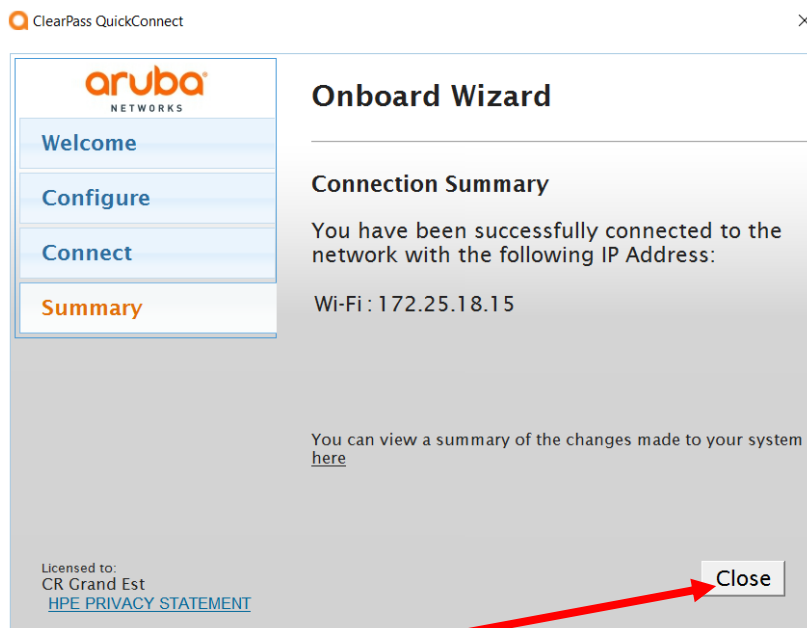 ClearPass QuickConnect
aruba
NETWORKS
Welcome
Configure
Connect
Summary
Onboard Wizard
Connection Summary
You have been successfully connected to the
network with the following IP Address:
Wi-Fi : 172.25.18.15
You can view a summary of the changes made to your system
here
Licensed to:
CR Grand Est
HPE PRIVACY STATEMENT
Close